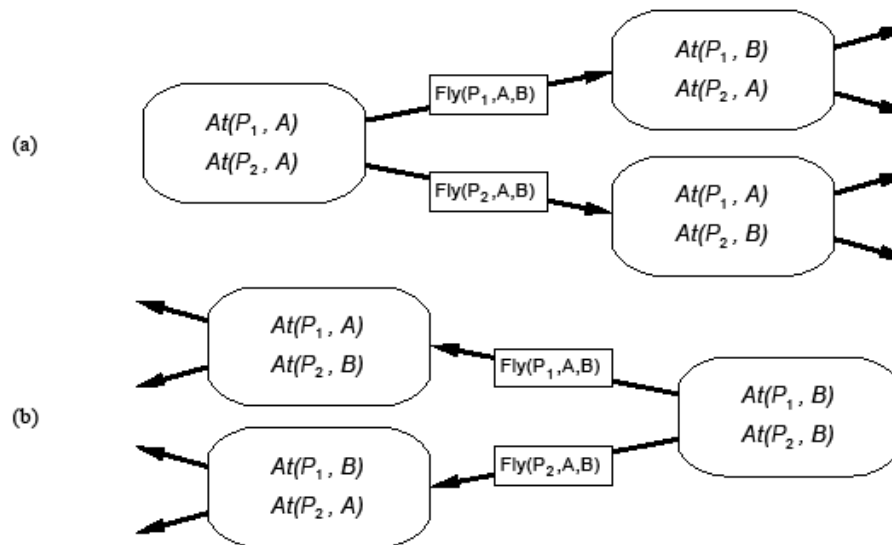 (a)
At(P₁ , A)
At(P₂ , A)
Fly(P₁,A,B)
At(P₁ , B)
At(P₂ , A)
Fly(P₂,A,B)
At(P₁ , A)
At(P₂ , B)
(b)
At(P₁ , A)
At(P₂ , B)
Fly(P₁,A,B)
At(P₁ , B)
At(P₂ , B)
At(P₁ , B)
At(P₂ , A)
Fly(P₂,A,B)